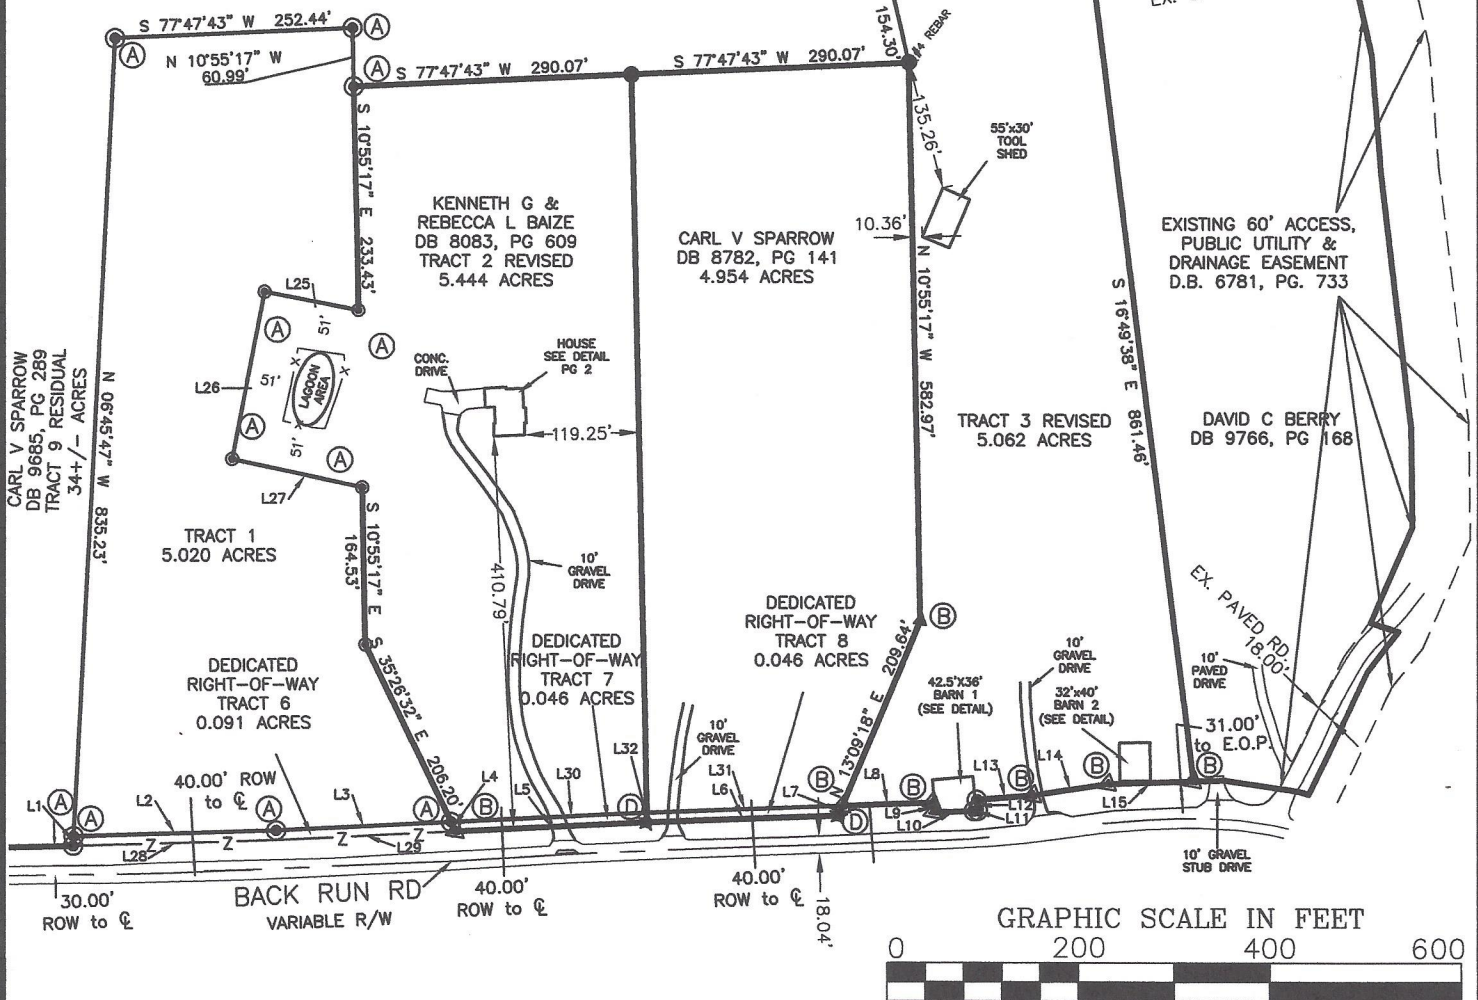 S 77°47'43" W 252.44'
A
A
N 10°55'17" W
60.99'
A
S 77°47'43" W 290.07'
S 77°47'43" W 290.07'
154.30'
#4 REBAR
135.26'
55'x30'
TOOL
SHED
10.36'
S 10°55'17" E 233.43'
KENNETH G &
REBECCA L BAIZE
DB 8083, PG 609
TRACT 2 REVISED
5.444 ACRES
CARL V SPARROW
DB 8782, PG 141
4.954 ACRES
EXISTING 60' ACCESS,
PUBLIC UTILITY &
DRAINAGE EASEMENT
D.B. 6781, PG. 733
L25
51'
A
A
L26
51'
LAGOON
AREA
X
X
X
A
51'
A
L27
CONC.
DRIVE
HOUSE
SEE DETAIL
PG 2
119.25'
N 10°55'17" W 582.97'
S 16°49'38" E 861.46'
TRACT 3 REVISED
5.062 ACRES
DAVID C BERRY
DB 9766, PG 168
CARL V SPARROW
DB 9685, PG 289
TRACT 9 RESIDUAL
34+/- ACRES
N 06°45'47" W 835.23'
TRACT 1
5.020 ACRES
S 10°55'17" E
164.53'
410.79'
10'
GRAVEL
DRIVE
EX. PAVED RD
18.00'
DEDICATED
RIGHT-OF-WAY
TRACT 6
0.091 ACRES
S 35°26'32" E 206.20'
DEDICATED
RIGHT-OF-WAY
TRACT 7
0.046 ACRES
DEDICATED
RIGHT-OF-WAY
TRACT 8
0.046 ACRES
B
N 13°09'18" E 209.64'
10'
GRAVEL
DRIVE
10'
PAVED
DRIVE
42.5'X36'
BARN 1
(SEE DETAIL)
32'x40'
BARN 2
(SEE DETAIL)
31.00'
to E.O.P.
10'
GRAVEL
DRIVE
40.00' ROW
to ℄
L1
A
A
L2
A
L3
A
L4
B
L5
L30
L32
D
L31
L6
L7
B
D
L8
B
L9
L10
L13
B
L12
L11
L14
B
L15
B
Z
Z
Z
Z
L28
L29
10' GRAVEL
STUB DRIVE
30.00'
ROW to ℄
BACK RUN RD
VARIABLE R/W
40.00'
ROW to ℄
40.00'
ROW to ℄
18.04'
GRAPHIC SCALE IN FEET
0 200 400 600